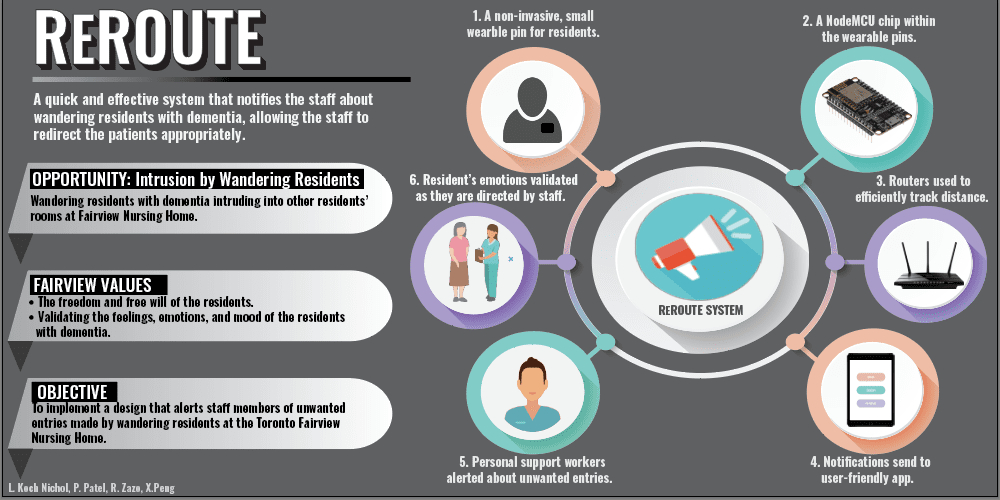 REROUTE
A quick and effective system that notifies the staff about
wandering residents with dementia, allowing the staff to
redirect the patients appropriately.
OPPORTUNITY: Intrusion by Wandering Residents
Wandering residents with dementia intruding into other residents'
rooms at Fairview Nursing Home.
FAIRVIEW VALUES
• The freedom and free will of the residents.
• Validating the feelings, emotions, and mood of the residents
with dementia.
OBJECTIVE
To implement a design that alerts staff members of unwanted
entries made by wandering residents at the Toronto Fairview
Nursing Home.
L. Koch Nichol, P. Patel, R. Zazo, X.Peng
1. A non-invasive, small
wearble pin for residents.
2. A NodeMCU chip within
the wearable pins.
3. Routers used to
efficiently track distance.
4. Notifications send to
user-friendly app.
5. Personal support workers
alerted about unwanted entries.
6. Resident's emotions validated
as they are directed by staff.
REROUTE SYSTEM